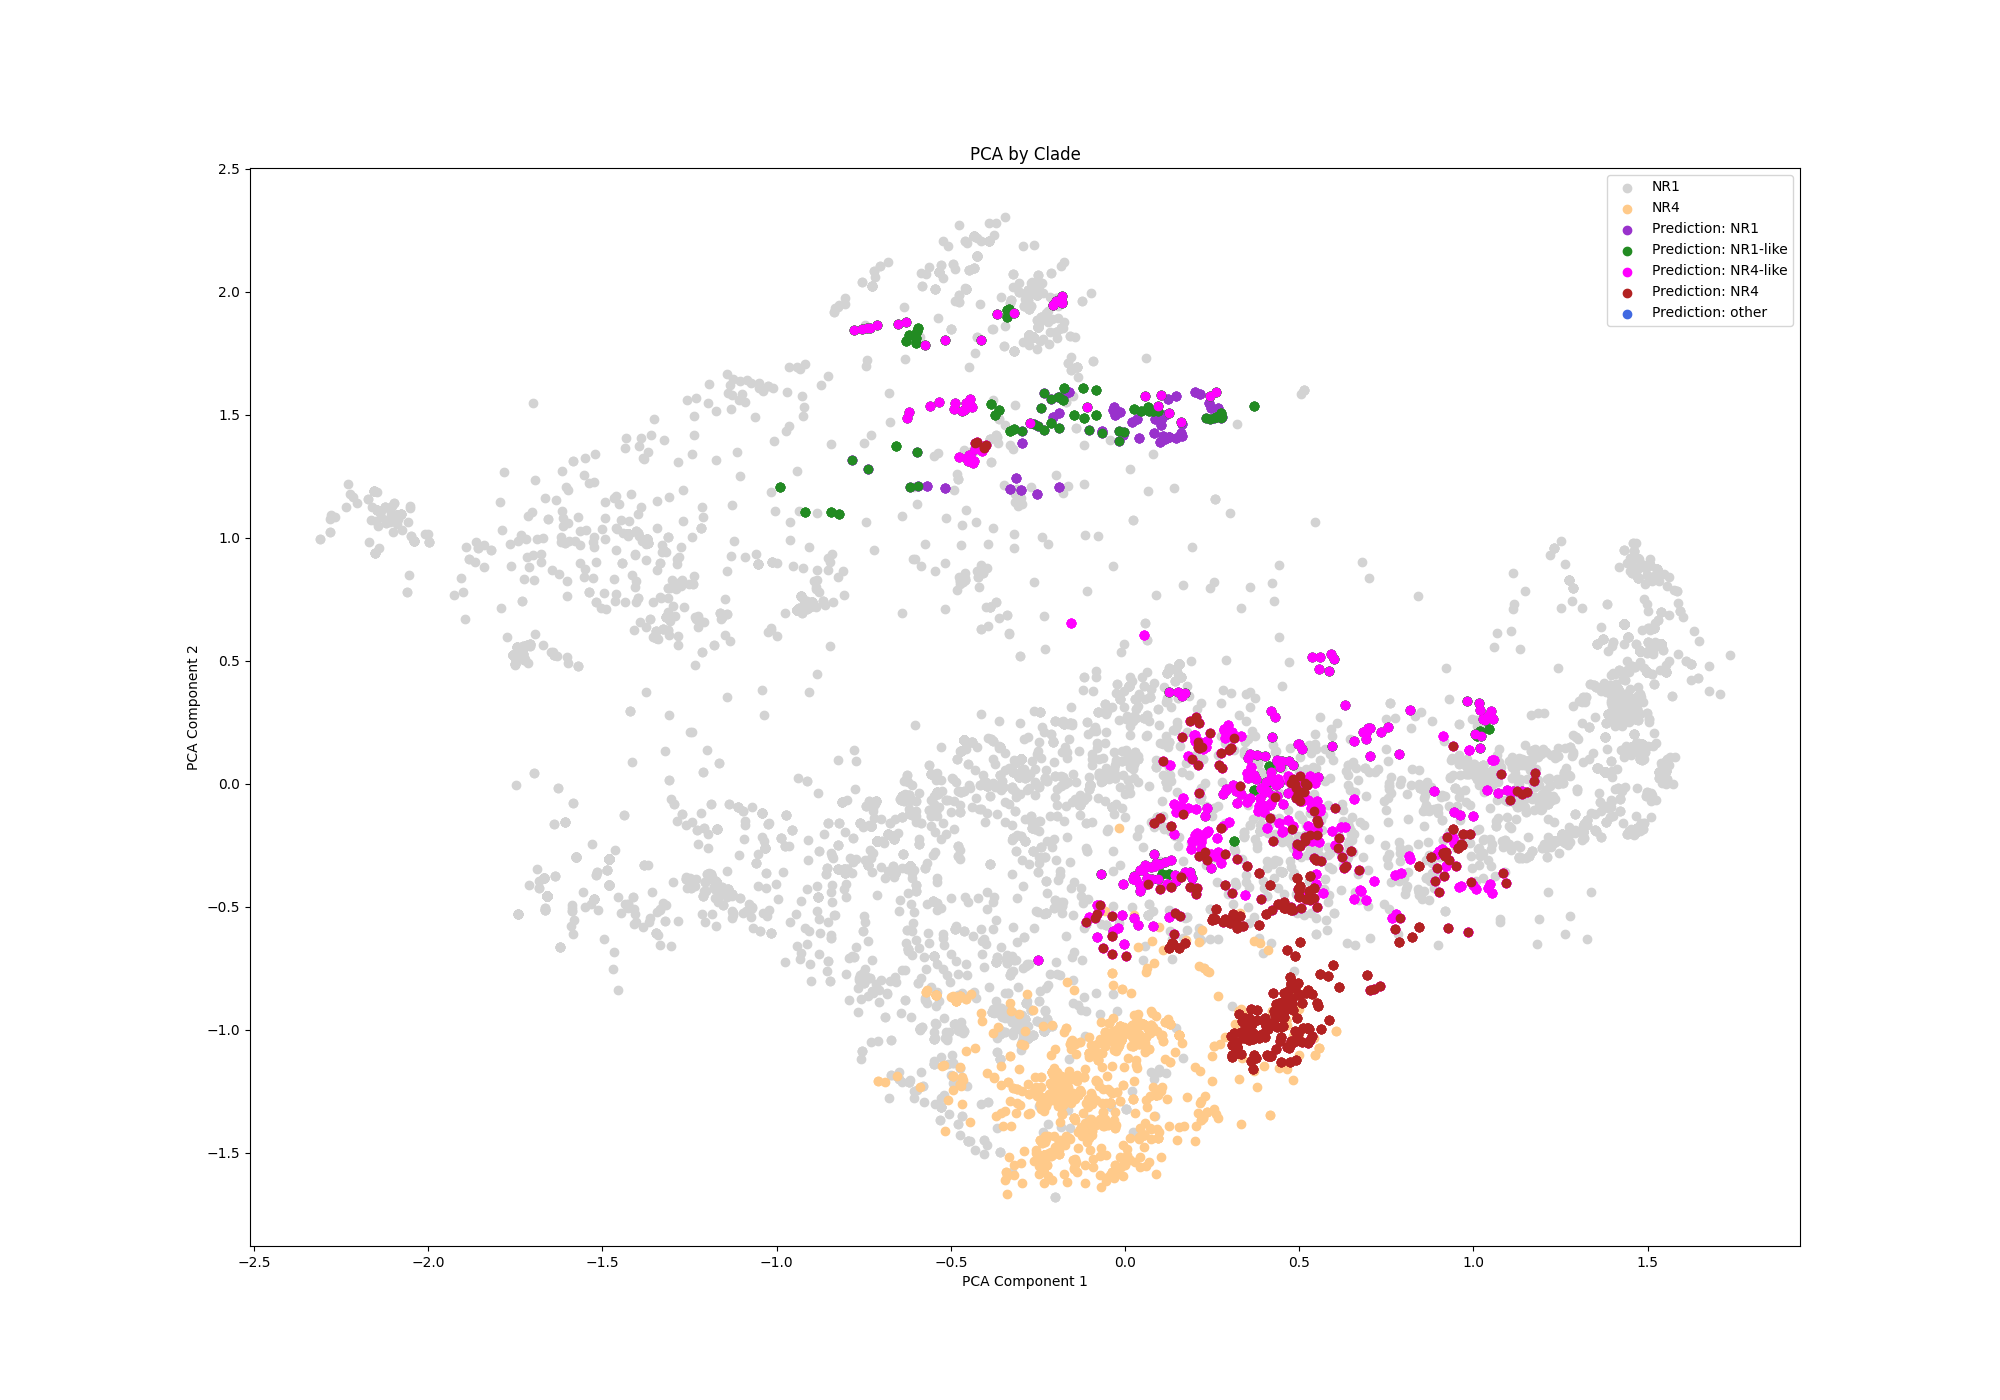 PCA by Clade
NR1
NR4
Prediction: NR1
Prediction: NR1-like
Prediction: NR4-like
Prediction: NR4
Prediction: other
PCA Component 2
2.5
2.0
1.5
1.0
0.5
0.0
−0.5
−1.0
−1.5
−2.5
−2.0
−1.5
−1.0
−0.5
0.0
0.5
1.0
1.5
PCA Component 1